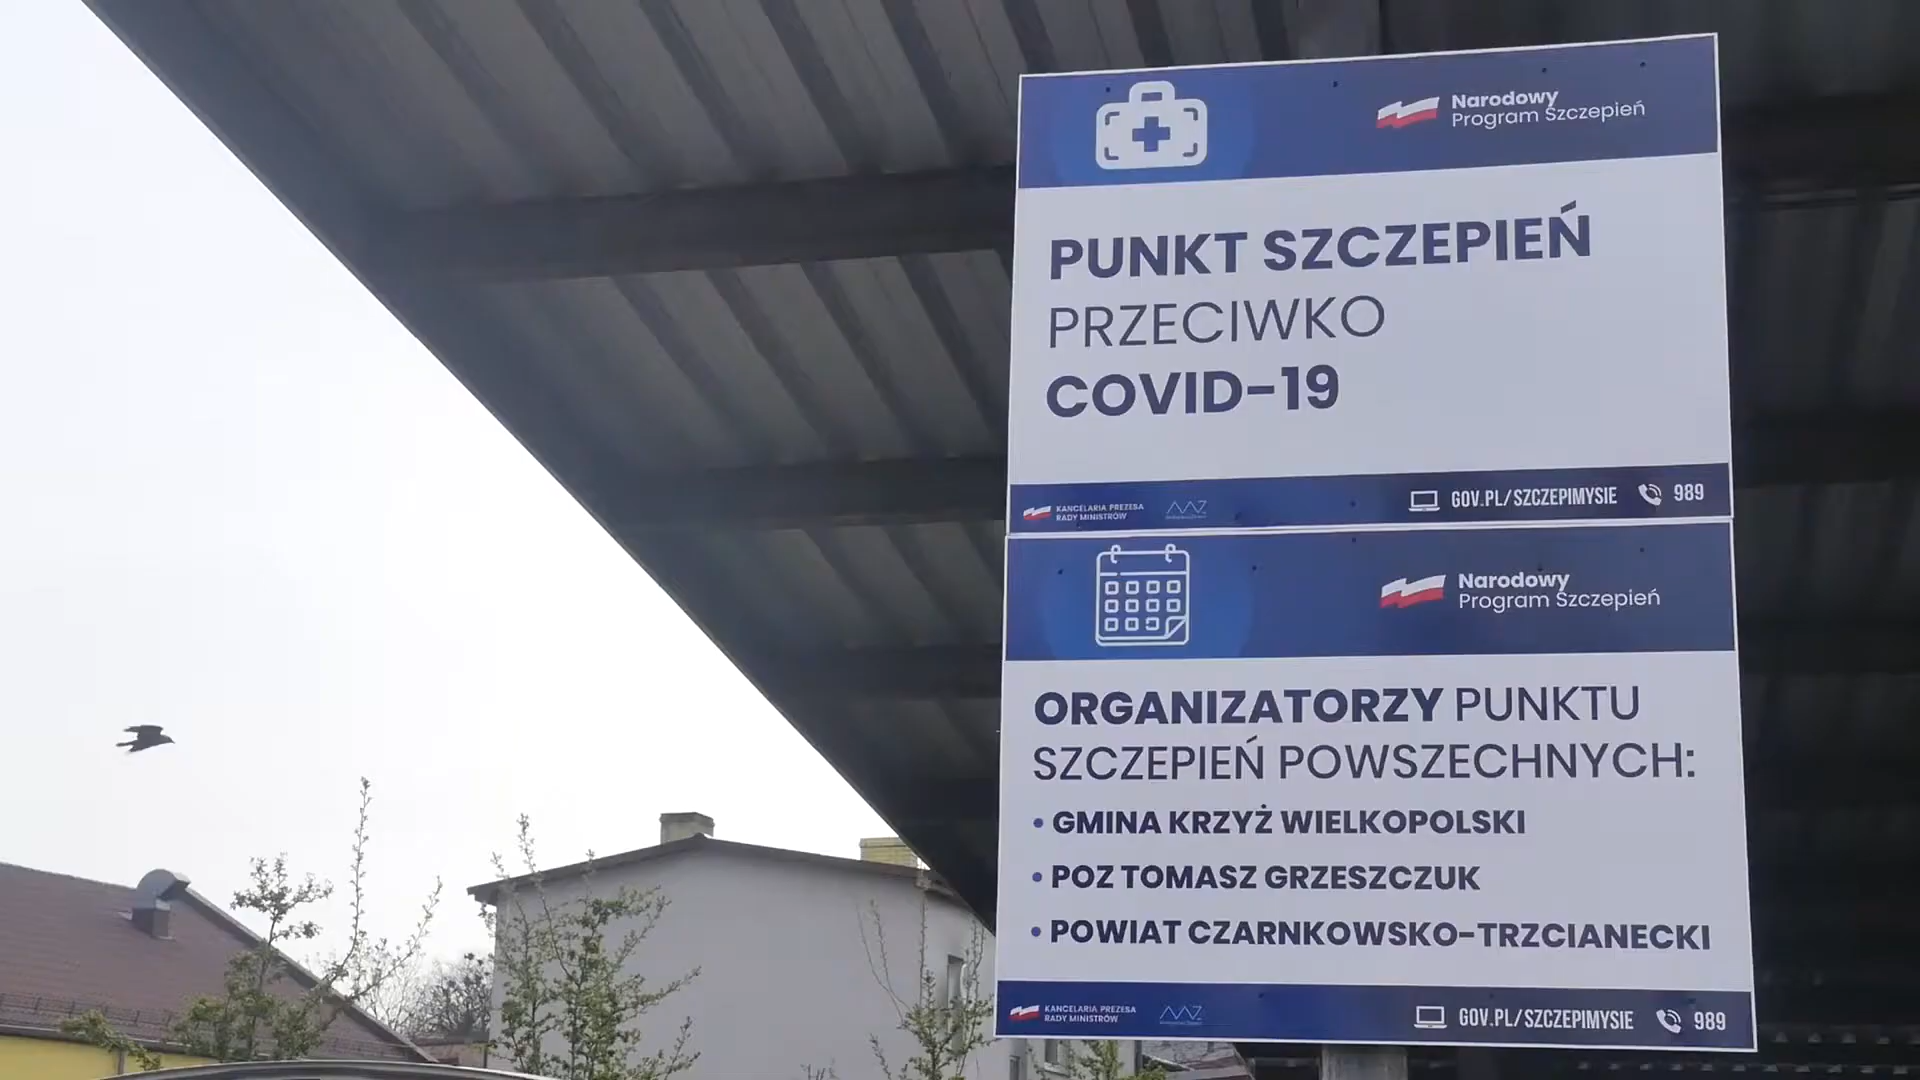 Narodowy
Program Szczepień
PUNKT SZCZEPIEŃ
PRZECIWKO
COVID-19
KANCELARIA PREZESA
RADY MINISTRÓW
GOV.PL/SZCZEPIMYSIE
989
Narodowy
Program Szczepień
ORGANIZATORZY PUNKTU
SZCZEPIEŃ POWSZECHNYCH:
• GMINA KRZYŻ WIELKOPOLSKI
• POZ TOMASZ GRZESZCZUK
• POWIAT CZARNKOWSKO-TRZCIANECKI
KANCELARIA PREZESA
RADY MINISTRÓW
GOV.PL/SZCZEPIMYSIE
989